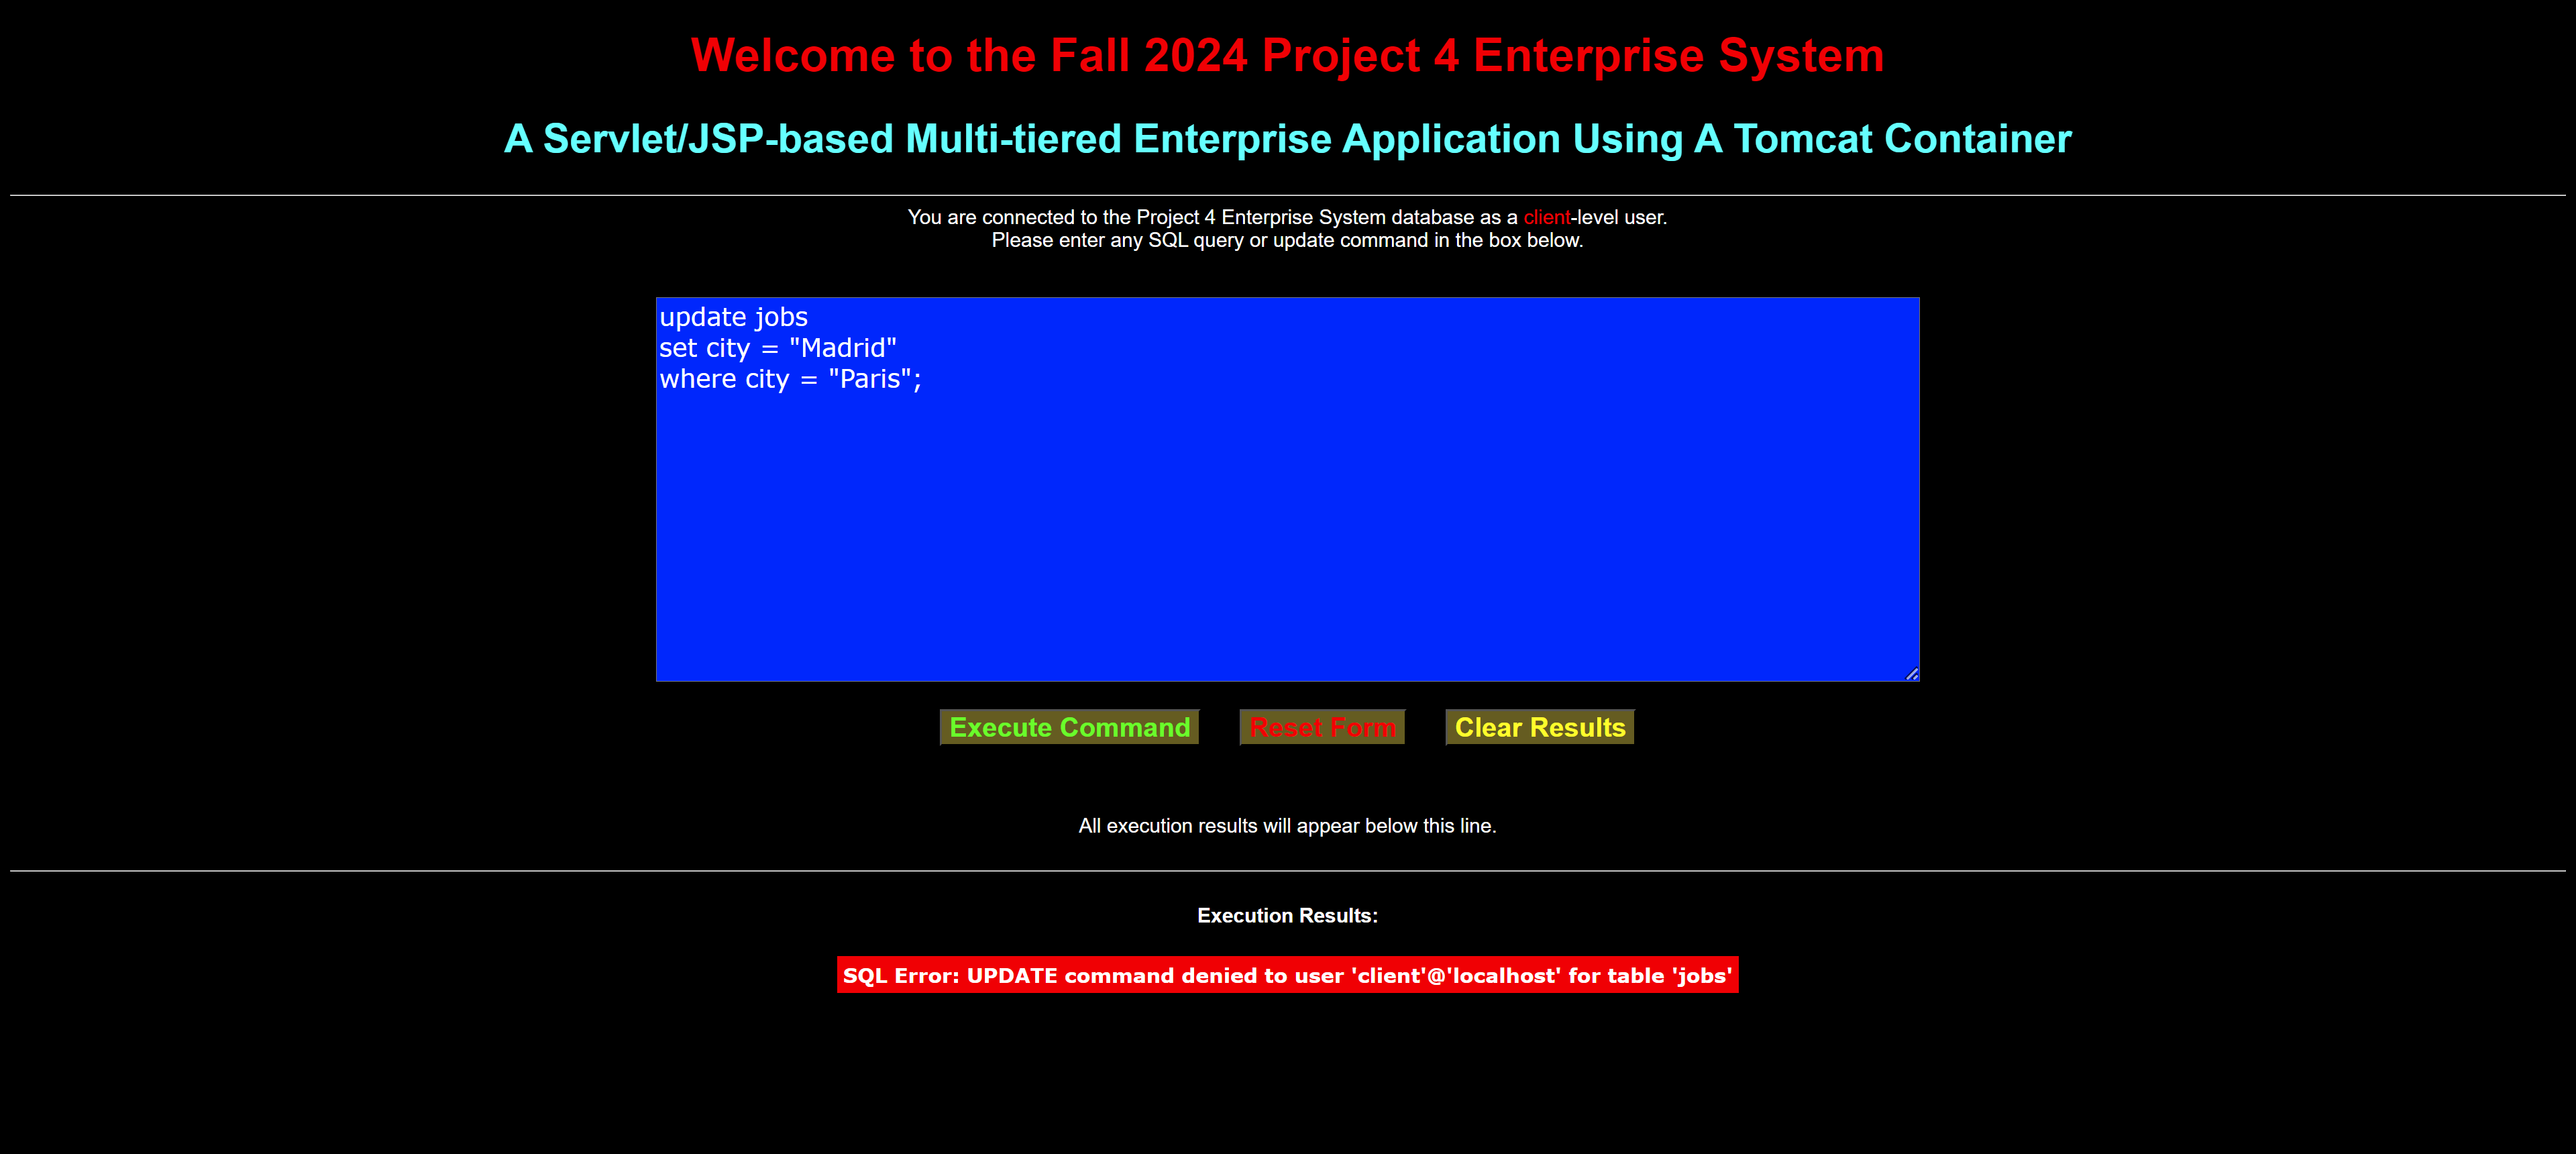 Welcome to the Fall 2024 Project 4 Enterprise System
A Servlet/JSP-based Multi-tiered Enterprise Application Using A Tomcat Container
You are connected to the Project 4 Enterprise System database as a client-level user.
Please enter any SQL query or update command in the box below.
update jobs
set city = "Madrid"
where city = "Paris";
Execute Command Reset Form Clear Results
All execution results will appear below this line.
Execution Results:
SQL Error: UPDATE command denied to user 'client'@'localhost' for table 'jobs'